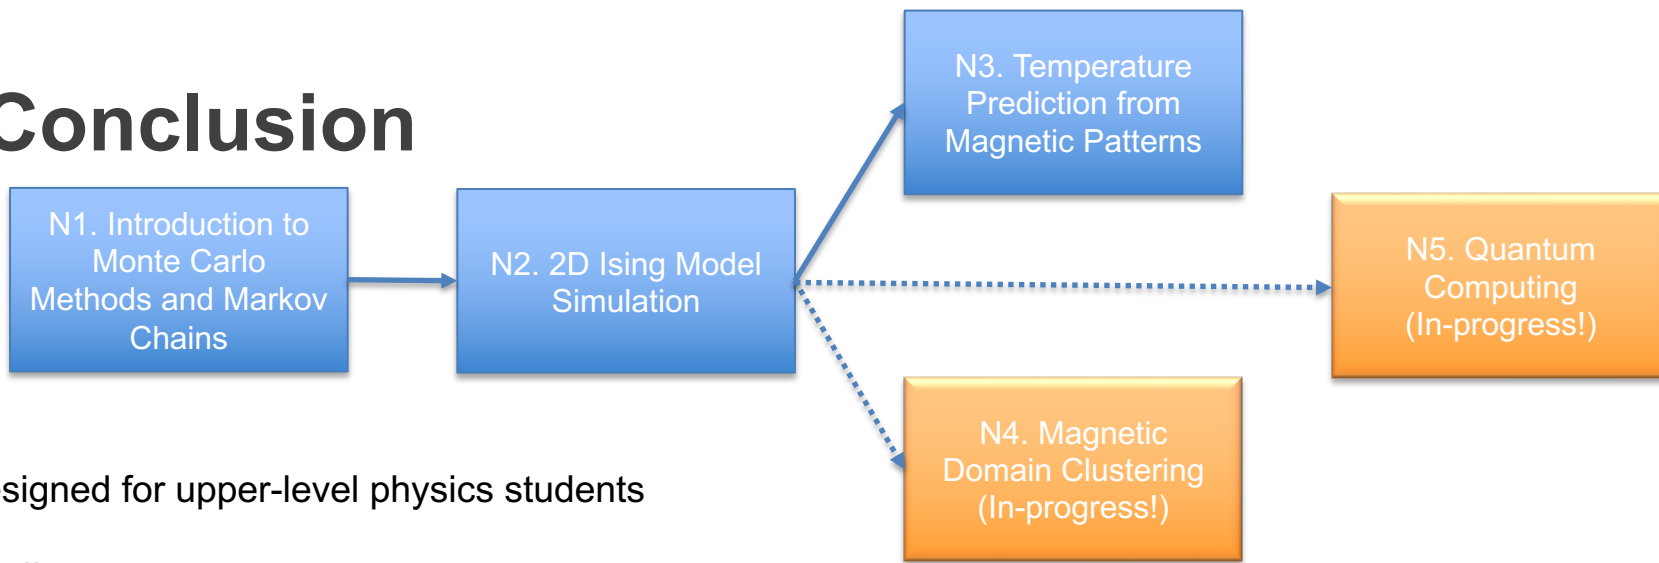 Conclusion
N1. Introduction to
Monte Carlo
Methods and Markov
Chains
N2. 2D Ising Model
Simulation
N3. Temperature
Prediction from
Magnetic Patterns
N5. Quantum
Computing
(In-progress!)
N4. Magnetic
Domain Clustering
(In-progress!)
signed for upper-level physics students